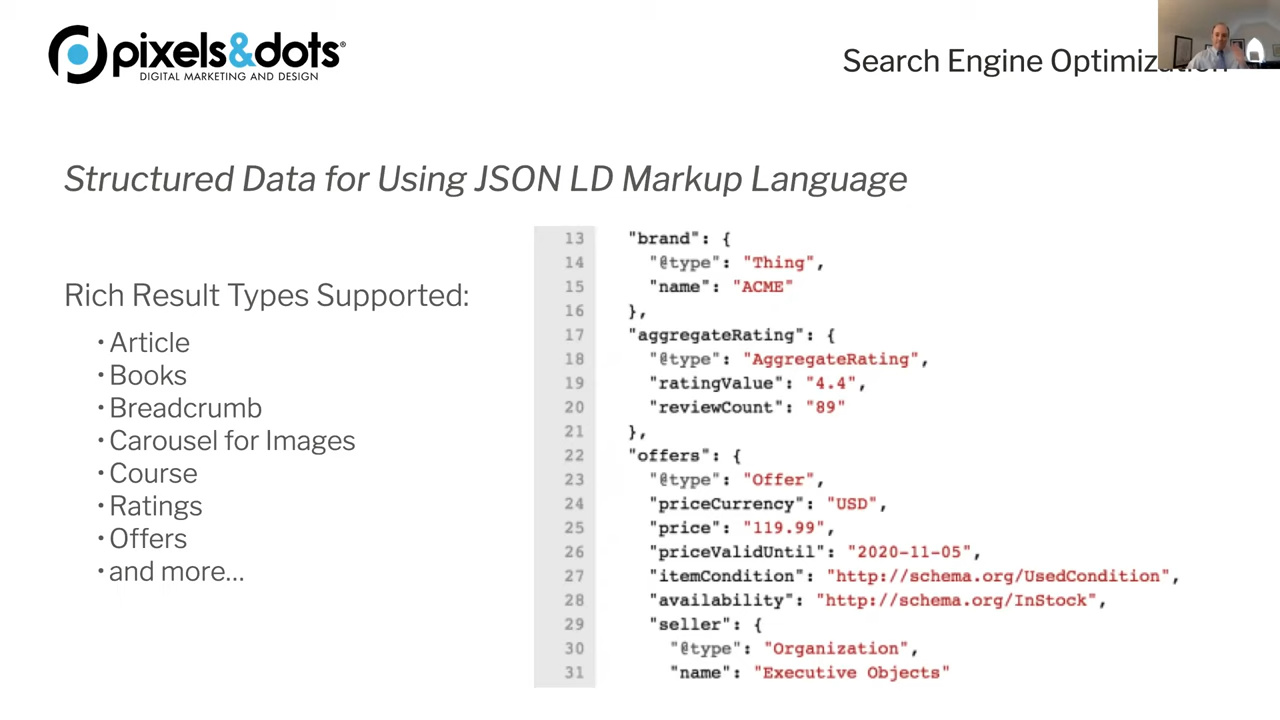 pixels&dots®
DIGITAL MARKETING AND DESIGN
Search Engine Optimization
Structured Data for Using JSON LD Markup Language
Rich Result Types Supported:
• Article
• Books
• Breadcrumb
• Carousel for Images
• Course
• Ratings
• Offers
• and more...
13 "brand": {
14 "@type": "Thing",
15 "name": "ACME"
16 },
17 "aggregateRating": {
18 "@type": "AggregateRating",
19 "ratingValue": "4.4",
20 "reviewCount": "89"
21 },
22 "offers": {
23 "@type": "Offer",
24 "priceCurrency": "USD",
25 "price": "119.99",
26 "priceValidUntil": "2020-11-05",
27 "itemCondition": "http://schema.org/UsedCondition",
28 "availability": "http://schema.org/InStock",
29 "seller": {
30 "@type": "Organization",
31 "name": "Executive Objects"